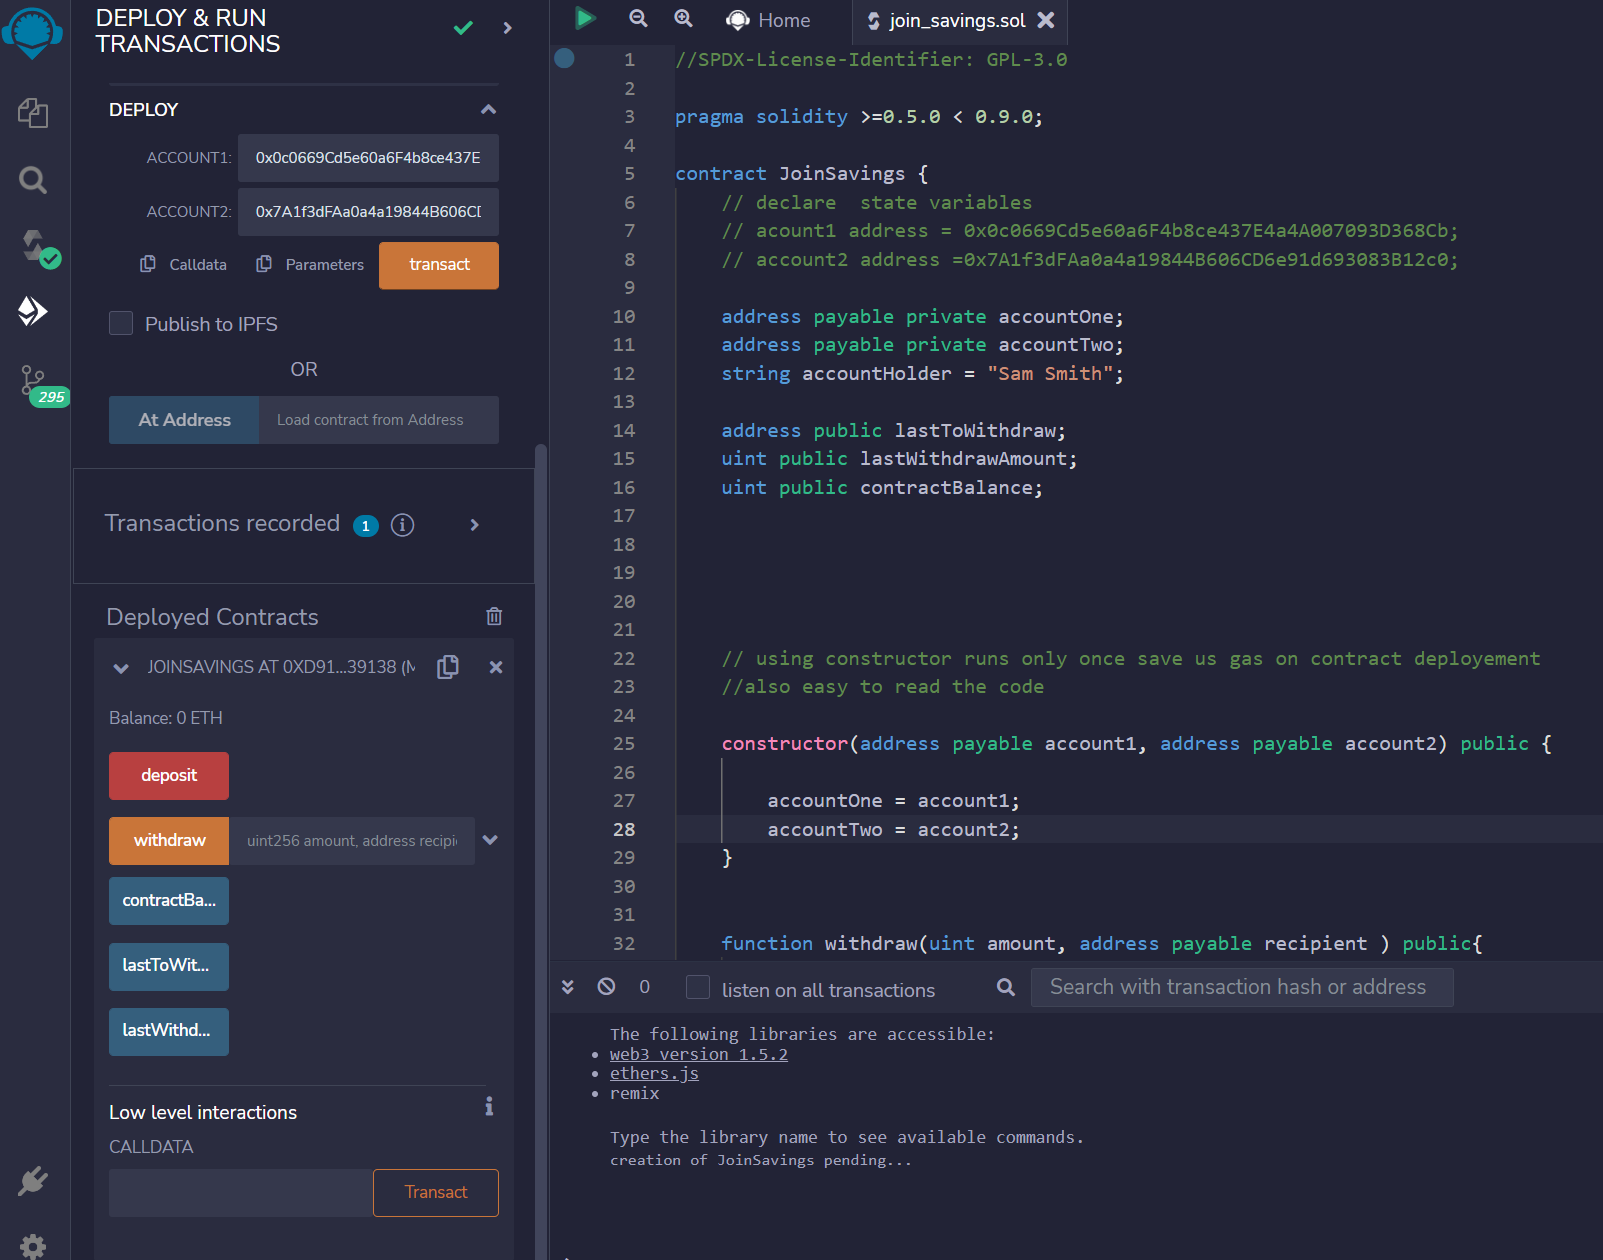 DEPLOY & RUN
TRANSACTIONS
DEPLOY
ACCOUNT1: 0x0c0669Cd5e60a6F4b8ce437E
ACCOUNT2: 0x7A1f3dFAa0a4a19844B606CD
Calldata Parameters transact
Publish to IPFS
OR
At Address Load contract from Address
295
Transactions recorded 1
Deployed Contracts
JOINSAVINGS AT 0XD91...39138 (M
Balance: 0 ETH
deposit
withdraw uint256 amount, address recipi
contractBa...
lastToWit...
lastWithd...
Low level interactions
CALLDATA
Transact
Home join_savings.sol
1 //SPDX-License-Identifier: GPL-3.0
2
3 pragma solidity >=0.5.0 < 0.9.0;
4
5 contract JoinSavings {
6 // declare  state variables
7 // acount1 address = 0x0c0669Cd5e60a6F4b8ce437E4a4A007093D368Cb;
8 // account2 address =0x7A1f3dFAa0a4a19844B606CD6e91d693083B12c0;
9
10 address payable private accountOne;
11 address payable private accountTwo;
12 string accountHolder = "Sam Smith";
13
14 address public lastToWithdraw;
15 uint public lastWithdrawAmount;
16 uint public contractBalance;
17
18
19
20
21
22 // using constructor runs only once save us gas on contract deployement
23 //also easy to read the code
24
25 constructor(address payable account1, address payable account2) public {
26
27 accountOne = account1;
28 accountTwo = account2;
29 }
30
31
32 function withdraw(uint amount, address payable recipient ) public{
0 listen on all transactions Search with transaction hash or address
The following libraries are accessible:
• web3 version 1.5.2
• ethers.js
• remix
Type the library name to see available commands.
creation of JoinSavings pending...